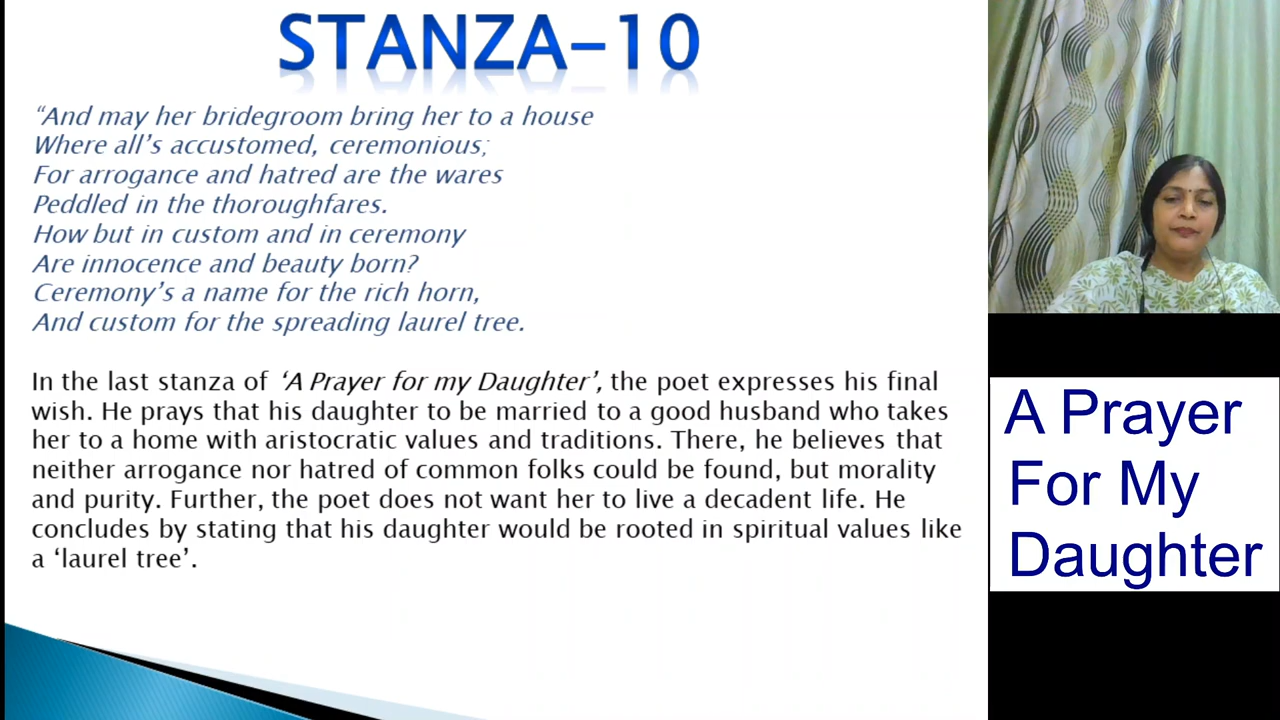 STANZA-10
“And may her bridegroom bring her to a house
Where all’s accustomed, ceremonious;
For arrogance and hatred are the wares
Peddled in the thoroughfares.
How but in custom and in ceremony
Are innocence and beauty born?
Ceremony’s a name for the rich horn,
And custom for the spreading laurel tree.
In the last stanza of ‘A Prayer for my Daughter’, the poet expresses his final
wish. He prays that his daughter to be married to a good husband who takes
her to a home with aristocratic values and traditions. There, he believes that
neither arrogance nor hatred of common folks could be found, but morality
and purity. Further, the poet does not want her to live a decadent life. He
concludes by stating that his daughter would be rooted in spiritual values like
a ‘laurel tree’.
A Prayer
For My
Daughter